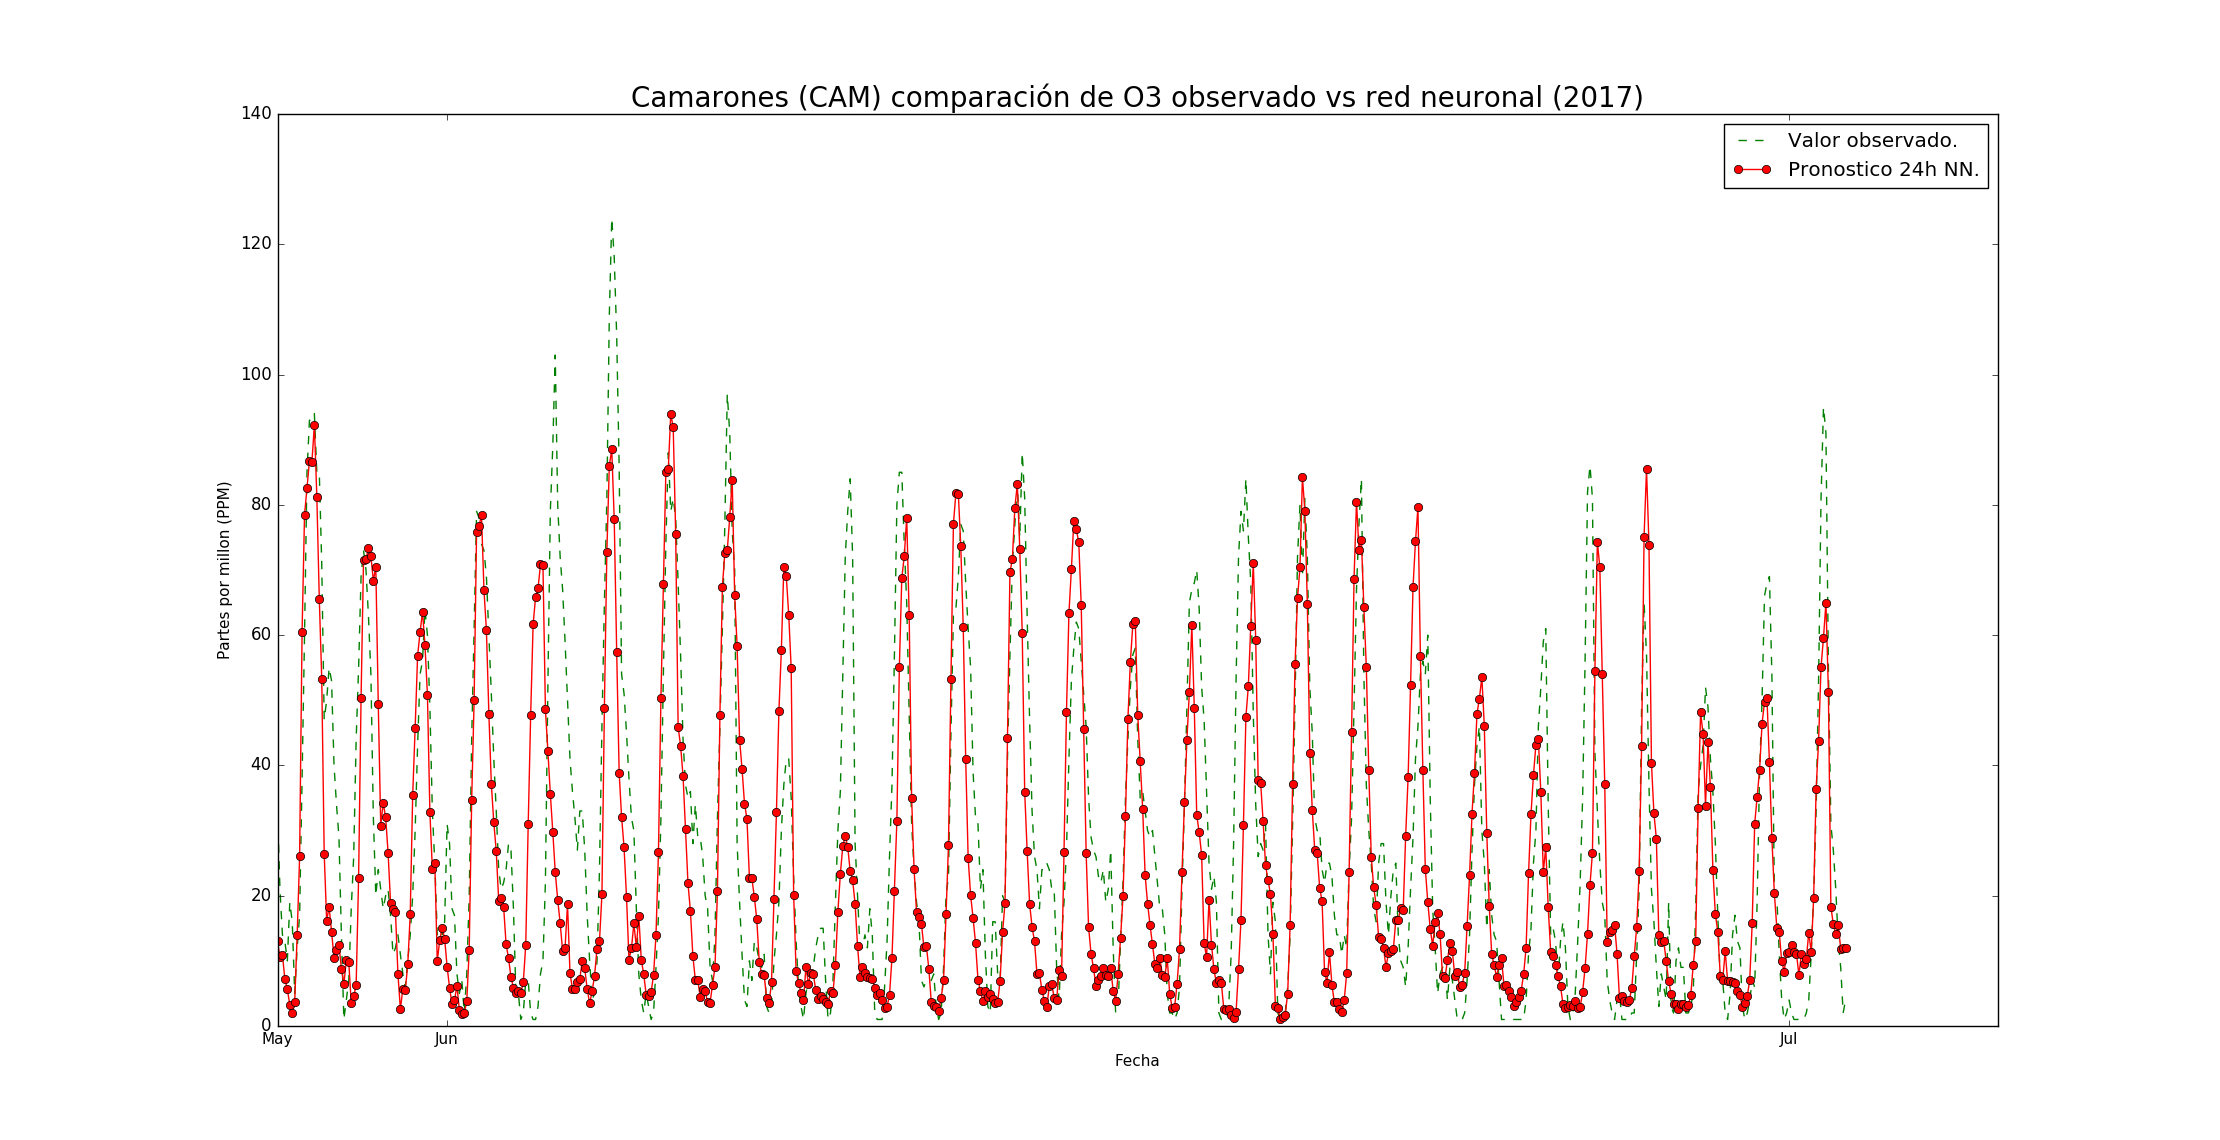 Camarones (CAM) comparación de O3 observado vs red neuronal (2017)
140
120
100
80
60
40
20
0
Partes por millon (PPM)
Valor observado.
Pronostico 24h NN.
May
Jun
Jul
Fecha